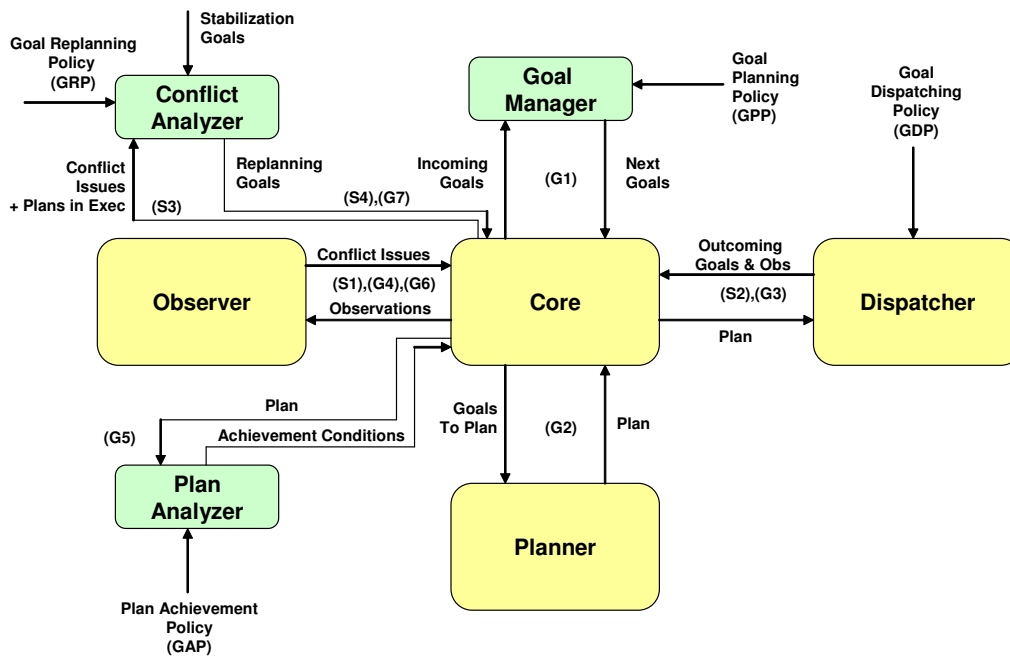 Stabilization
Goals
Goal Replanning
Policy
(GRP)
Conflict
Analyzer
Goal
Manager
Goal
Planning
Policy
(GPP)
Goal
Dispatching
Policy
(GDP)
Conflict
Issues
+ Plans in Exec
(S3)
Replanning
Goals
(S4),(G7)
Incoming
Goals
(G1)
Next
Goals
Observer
Conflict Issues
(S1),(G4),(G6)
Observations
Core
Outcoming
Goals & Obs
(S2),(G3)
Plan
Dispatcher
Plan
(G5)
Achievement Conditions
Goals
To Plan
(G2)
Plan
Plan
Analyzer
Planner
Plan Achievement
Policy
(GAP)